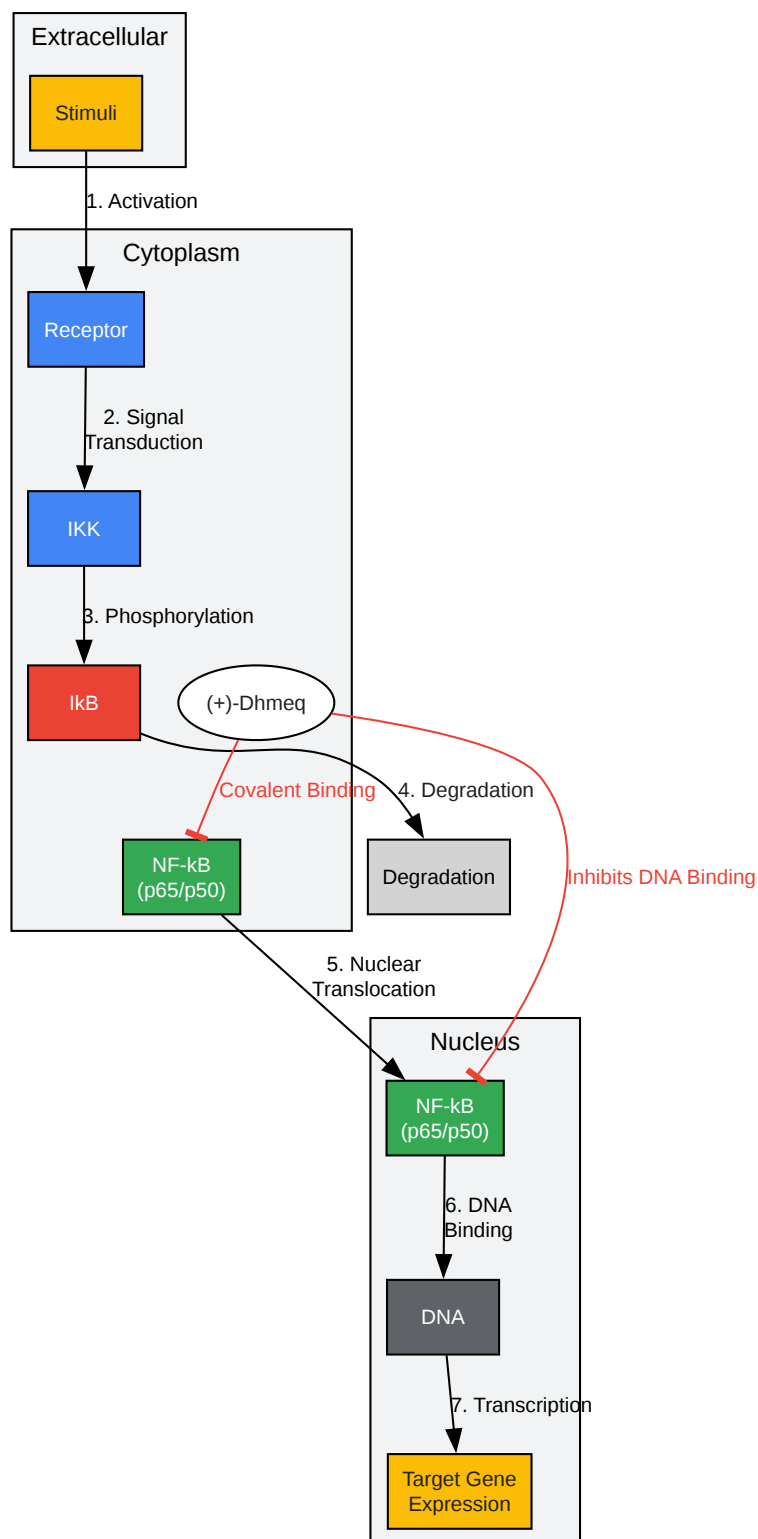 Extracellular
Stimuli
1. Activation
Cytoplasm
Receptor
2. Signal
Transduction
IKK
3. Phosphorylation
IkB
(+)-Dhmeq
Covalent Binding
4. Degradation
NF-kB
(p65/p50)
Degradation
Inhibits DNA Binding
5. Nuclear
Translocation
Nucleus
NF-kB
(p65/p50)
6. DNA
Binding
DNA
7. Transcription
Target Gene
Expression